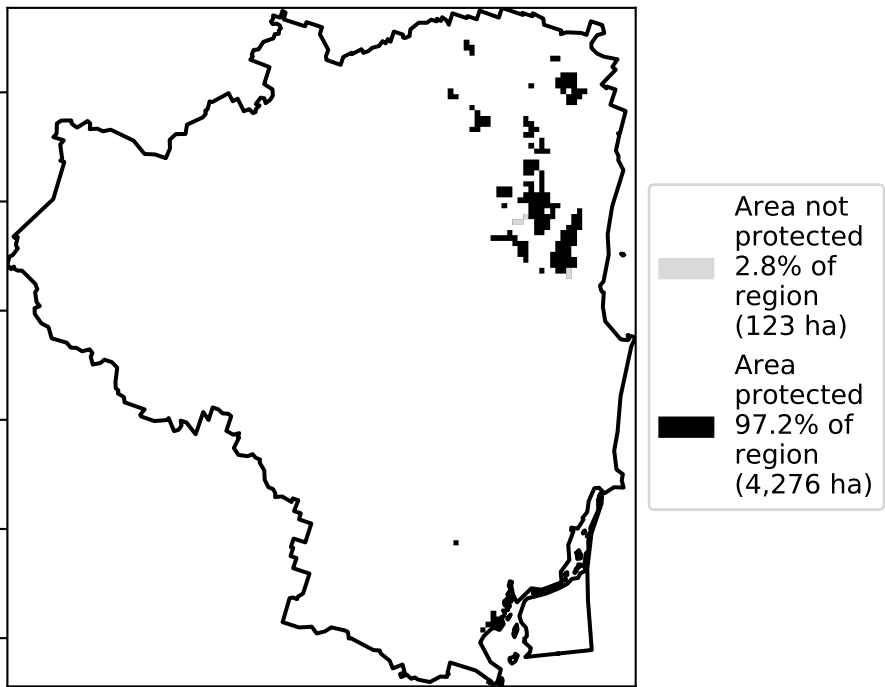 Area not
protected
2.8% of
region
(123 ha)
Area
protected
97.2% of
region
(4,276 ha)